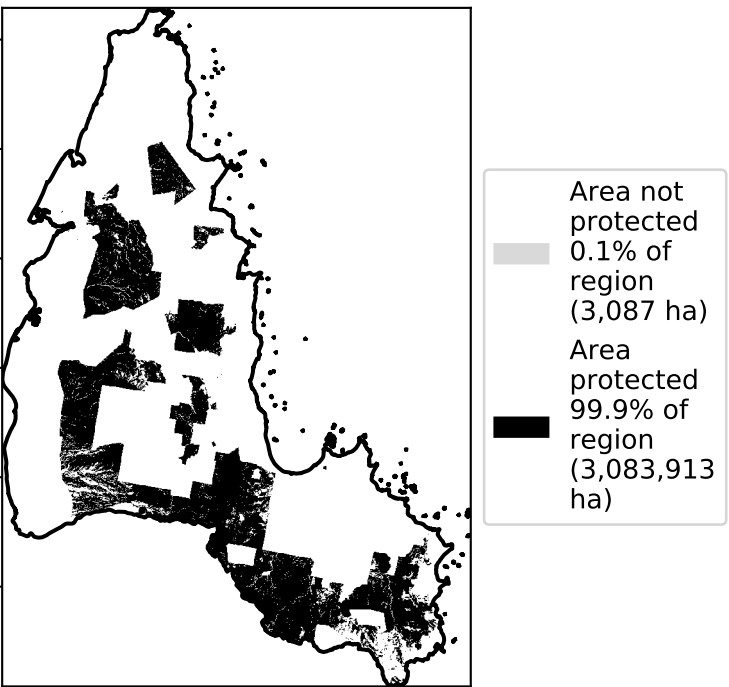 Area not
protected
0.1% of
region
(3,087 ha)
Area
protected
99.9% of
region
(3,083,913
ha)